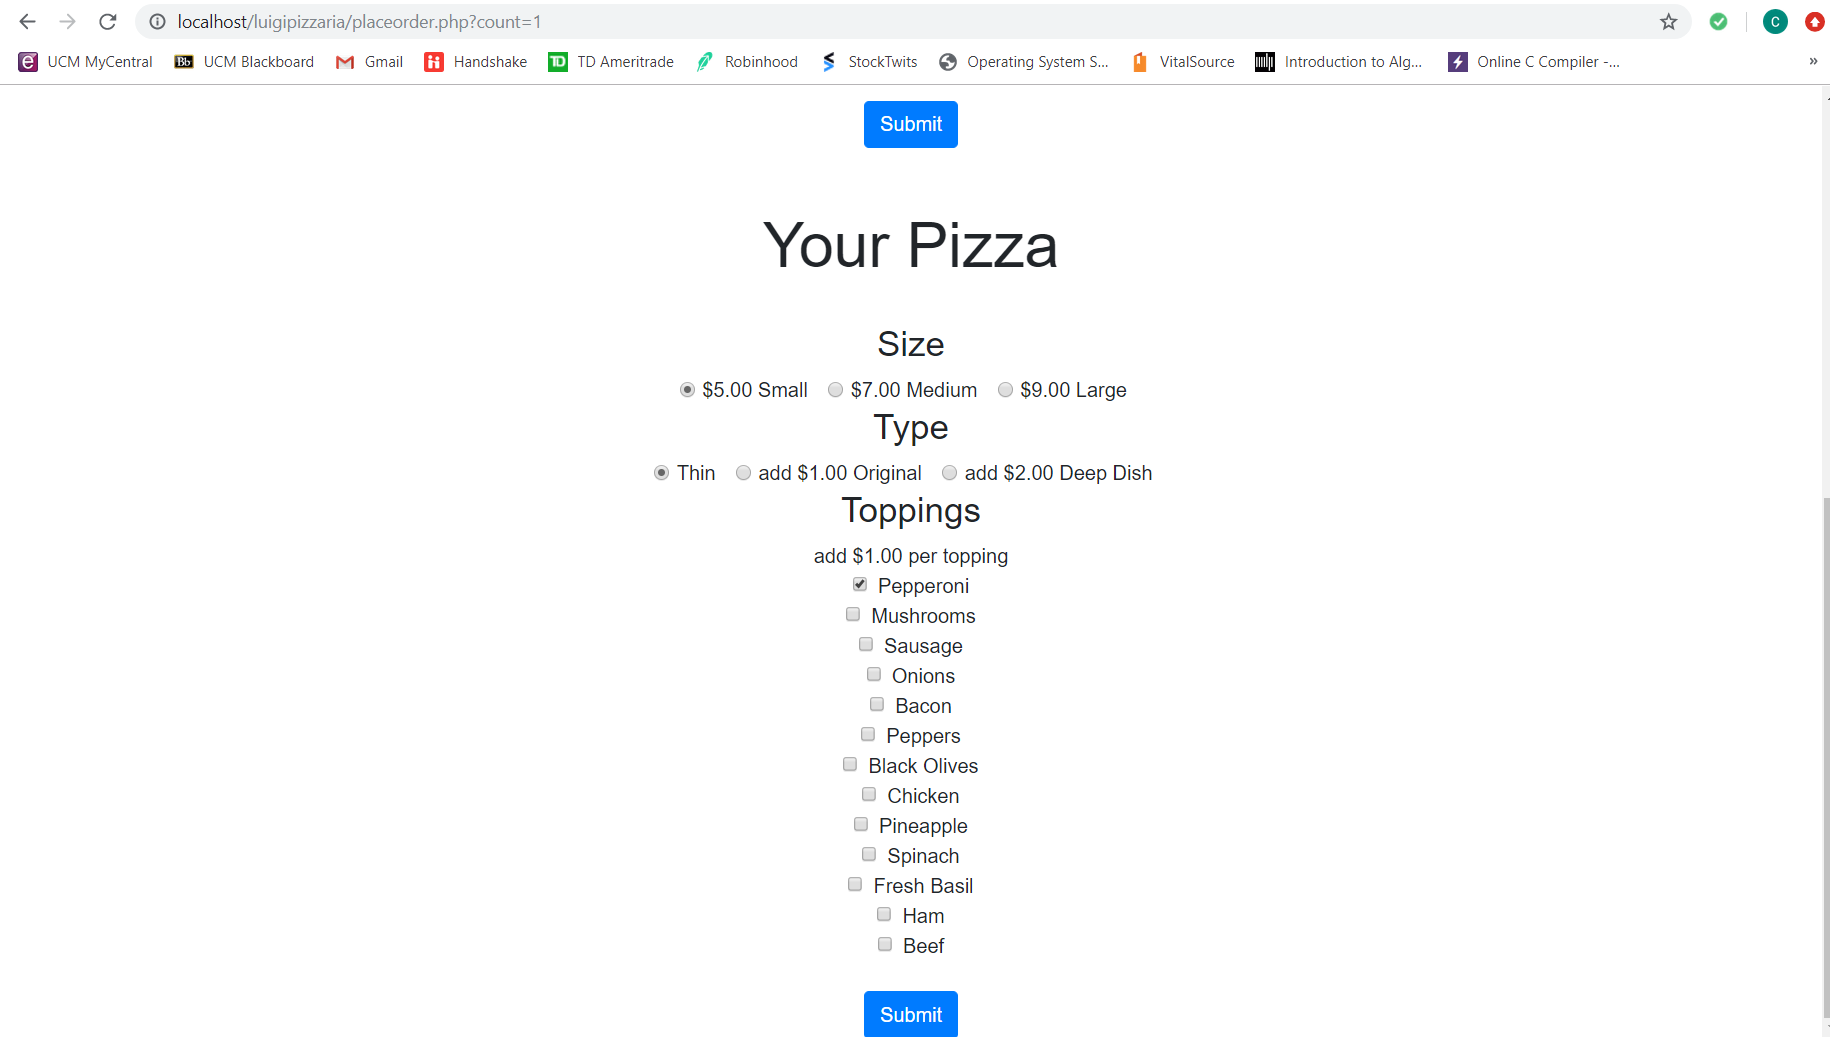 localhost/luigipizzaria/placeorder.php?count=1
C
e UCM MyCentral Bb UCM Blackboard Gmail Handshake TD TD Ameritrade Robinhood StockTwits Operating System S... VitalSource Introduction to Alg... Online C Compiler -... »
Submit
Your Pizza
Size
$5.00 Small $7.00 Medium $9.00 Large
Type
Thin add $1.00 Original add $2.00 Deep Dish
Toppings
add $1.00 per topping
Pepperoni
Mushrooms
Sausage
Onions
Bacon
Peppers
Black Olives
Chicken
Pineapple
Spinach
Fresh Basil
Ham
Beef
Submit